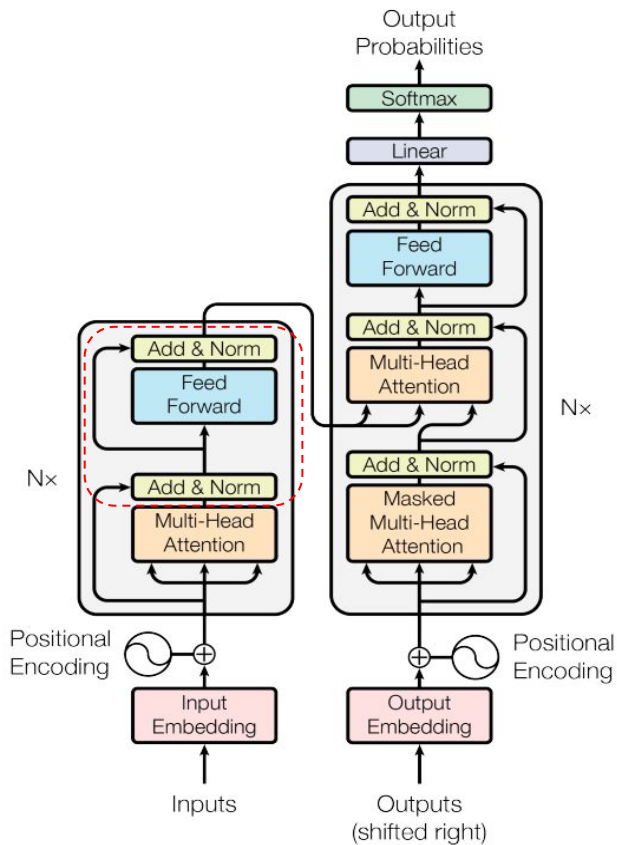 Output
Probabilities
Softmax
Linear
Add & Norm
Feed
Forward
Add & Norm
Multi-Head
Attention
Add & Norm
Masked
Multi-Head
Attention
N×
Add & Norm
Feed
Forward
Add & Norm
Multi-Head
Attention
N×
Positional
Encoding
Positional
Encoding
Input
Embedding
Output
Embedding
Inputs
Outputs
(shifted right)